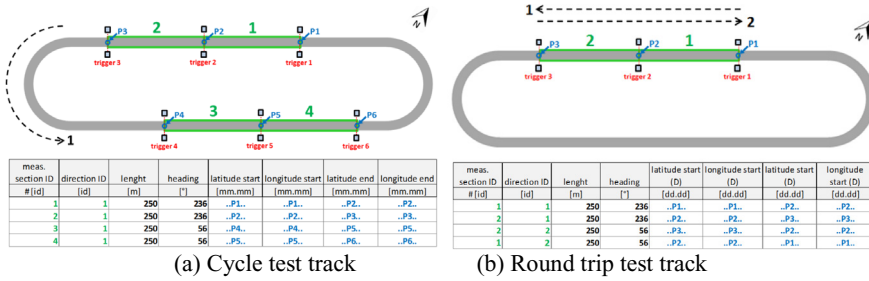 P3 2 P2 1 P1
trigger 3 trigger 2 trigger 1
N
P4 3 P5 4 P6
trigger 4 trigger 5 trigger 6
1
meas. section ID direction ID lenght heading latitude start longitude start latitude end longitude end
# [id] [id] [m] [°] [mm.mm] [mm.mm] [mm.mm] [mm.mm]
1 1 250 236 ..P1.. ..P1.. ..P2.. ..P2..
2 1 250 236 ..P2.. ..P2.. ..P3.. ..P3..
3 1 250 56 ..P4.. ..P4.. ..P5.. ..P5..
4 1 250 56 ..P5.. ..P5.. ..P6.. ..P6..
(a) Cycle test track
1
2
N
P3 2 P2 1 P1
trigger 3 trigger 2 trigger 1
meas. section ID direction ID lenght heading latitude start (D) longitude start (D) latitude start (D) longitude start (D)
# [id] [id] [m] [°] [dd.dd] [dd.dd] [dd.dd] [dd.dd]
1 1 250 236 ..P1.. ..P1.. ..P2.. ..P2..
2 1 250 236 ..P2.. ..P2.. ..P3.. ..P3..
2 2 250 56 ..P3.. ..P3.. ..P2.. ..P2..
1 2 250 56 ..P2.. ..P2.. ..P1.. ..P1..
(b) Round trip test track